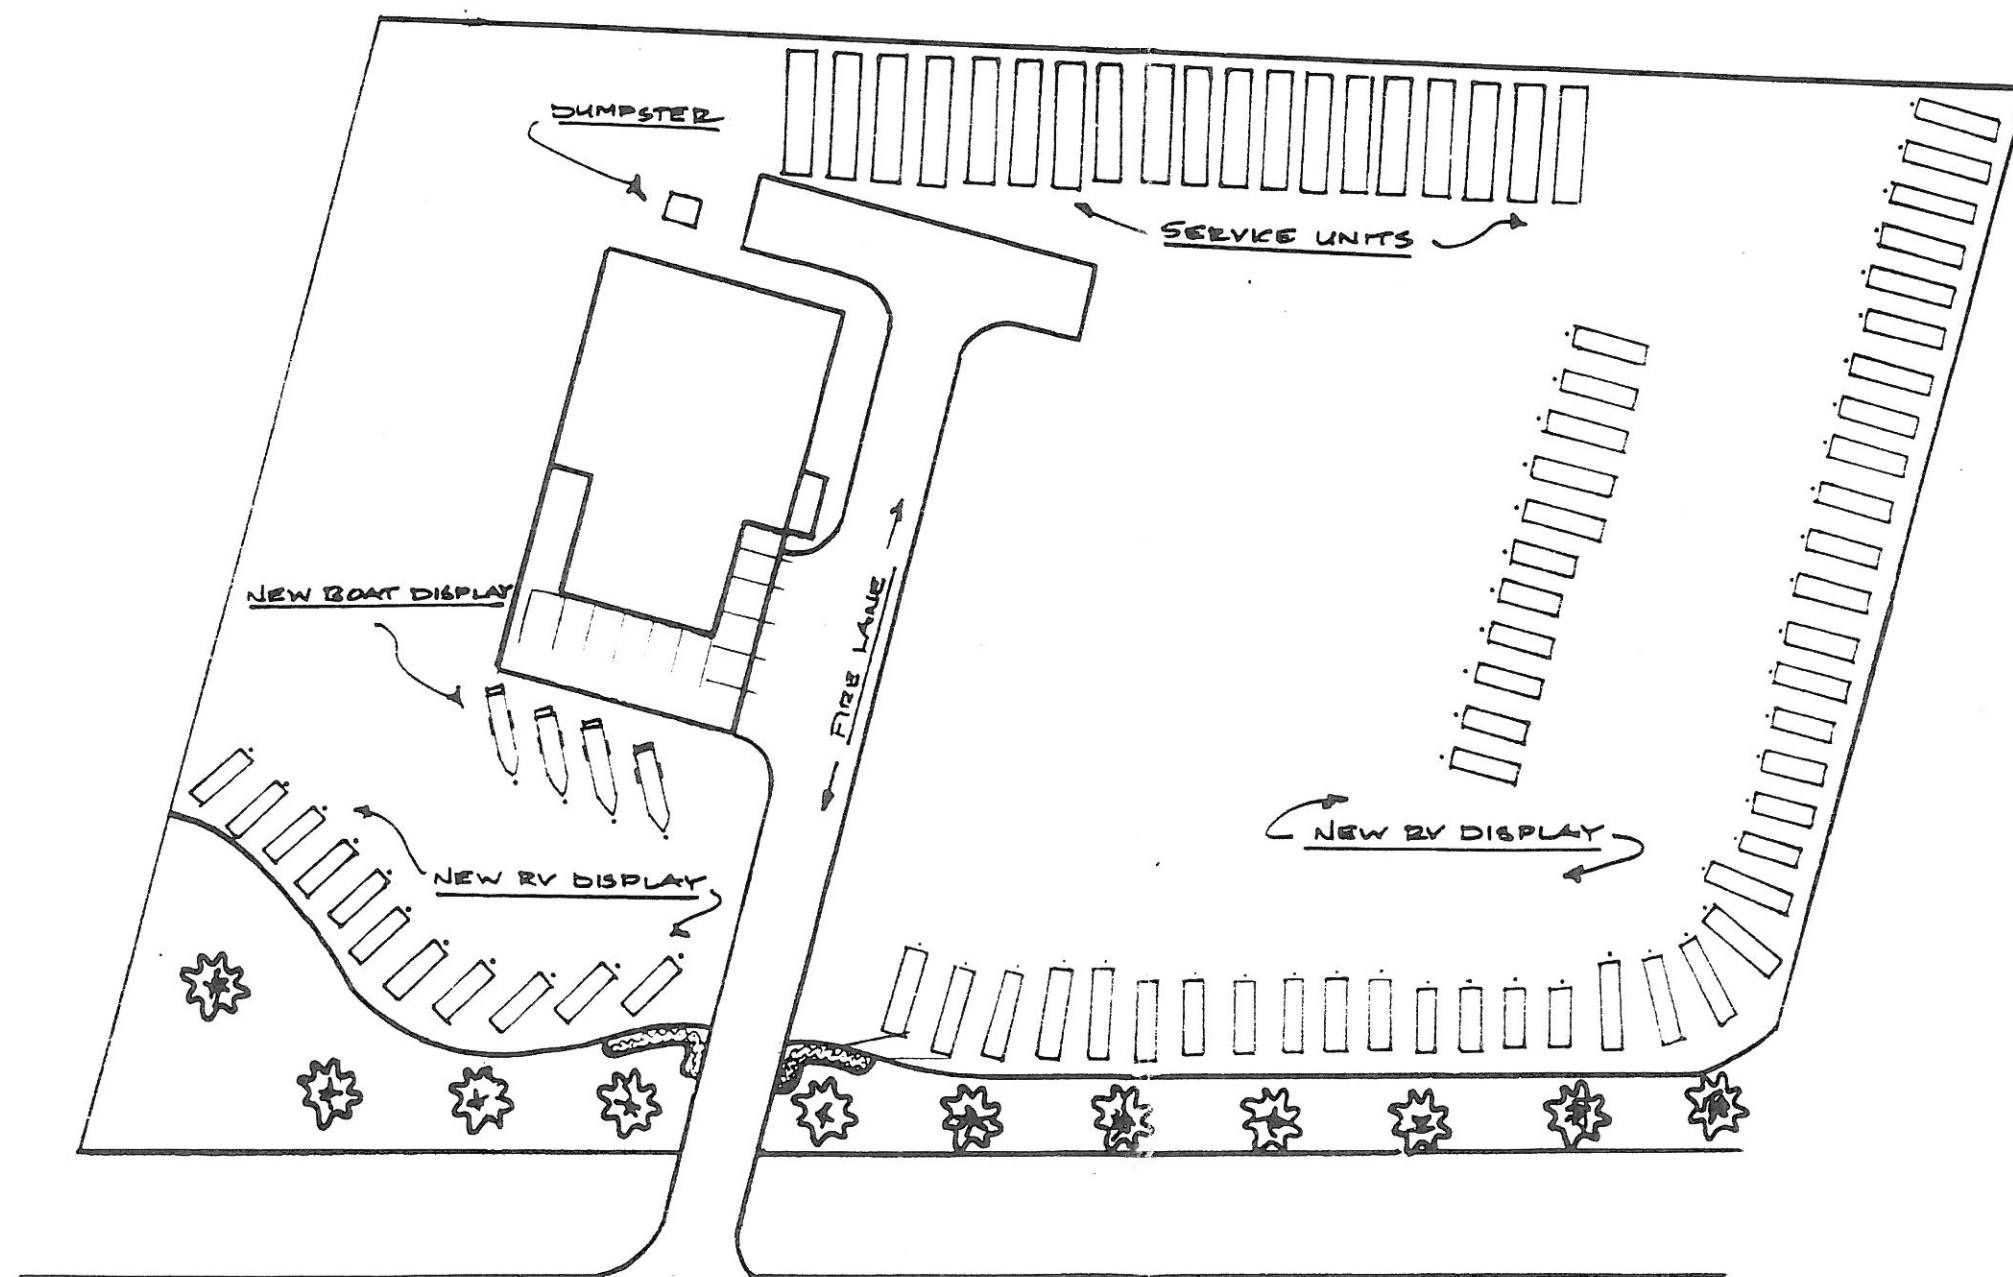 DUMPSTER
SERVICE UNITS
NEW BOAT DISPLAY
FIRE LANE
NEW RV DISPLAY
NEW RV DISPLAY